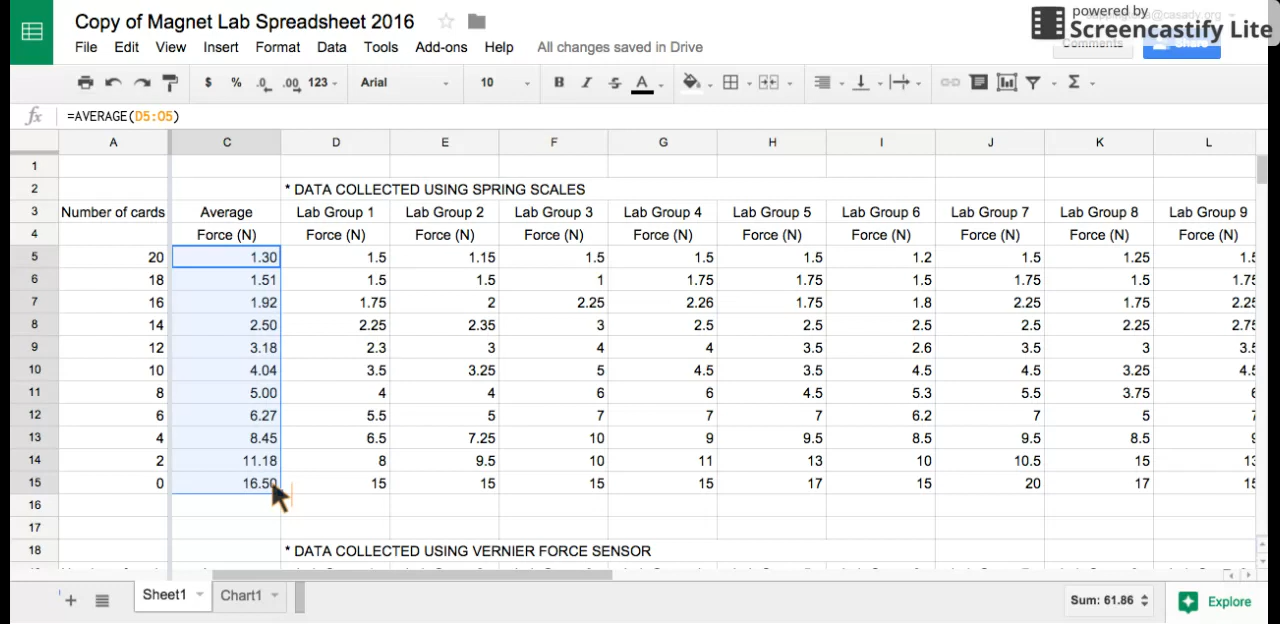 Copy of Magnet Lab Spreadsheet 2016
powered by
Screencastify Lite
File Edit View Insert Format Data Tools Add-ons Help All changes saved in Drive
Comments Share
$ % .0 .00 123 Arial 10 B I S A Σ
fx =AVERAGE(D5:O5)
A C D E F G H I J K L
1
2 * DATA COLLECTED USING SPRING SCALES
3 Number of cards Average Lab Group 1 Lab Group 2 Lab Group 3 Lab Group 4 Lab Group 5 Lab Group 6 Lab Group 7 Lab Group 8 Lab Group 9
4 Force (N) Force (N) Force (N) Force (N) Force (N) Force (N) Force (N) Force (N) Force (N) Force (N)
5 20 1.30 1.5 1.15 1.5 1.5 1.5 1.2 1.5 1.25 1.5
6 18 1.51 1.5 1.5 1 1.75 1.75 1.5 1.75 1.5 1.75
7 16 1.92 1.75 2 2.25 2.26 1.75 1.8 2.25 1.75 2.25
8 14 2.50 2.25 2.35 3 2.5 2.5 2.5 2.5 2.25 2.75
9 12 3.18 2.3 3 4 4 3.5 2.6 3.5 3 3.5
10 10 4.04 3.5 3.25 5 4.5 3.5 4.5 4.5 3.25 4.5
11 8 5.00 4 4 6 6 4.5 5.3 5.5 3.75
12 6 6.27 5.5 5 7 7 7 6.2 7 5
13 4 8.45 6.5 7.25 10 9 9.5 8.5 9.5 8.5
14 2 11.18 8 9.5 10 11 13 10 10.5 15 13
15 0 16.50 15 15 15 15 17 15 20 17 15
16
17
18 * DATA COLLECTED USING VERNIER FORCE SENSOR
+ Sheet1 Chart1 Sum: 61.86 Explore